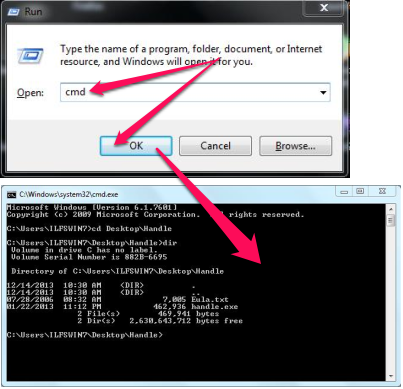 Run
Type the name of a program, folder, document, or Internet
resource, and Windows will open it for you.
Open: cmd
OK Cancel Browse...
C:\Windows\system32\cmd.exe
Microsoft Windows [Version 6.1.7601]
Copyright (c) 2009 Microsoft Corporation. All rights reserved.
C:\Users\ILFSWIN7>cd Desktop/Handle
C:\Users\ILFSWIN7\Desktop\Handle>dir
Volume in drive C has no label.
Volume Serial Number is 882B-6695
Directory of C:\Users\ILFSWIN7\Desktop\Handle
12/14/2013 10:30 AM <DIR> .
12/14/2013 10:30 AM <DIR> ..
07/28/2006 08:32 AM 7,005 Eula.txt
01/22/2013 11:12 PM 462,936 handle.exe
2 File(s) 469,941 bytes
2 Dir(s) 2,630,643,712 bytes free
C:\Users\ILFSWIN7\Desktop\Handle>